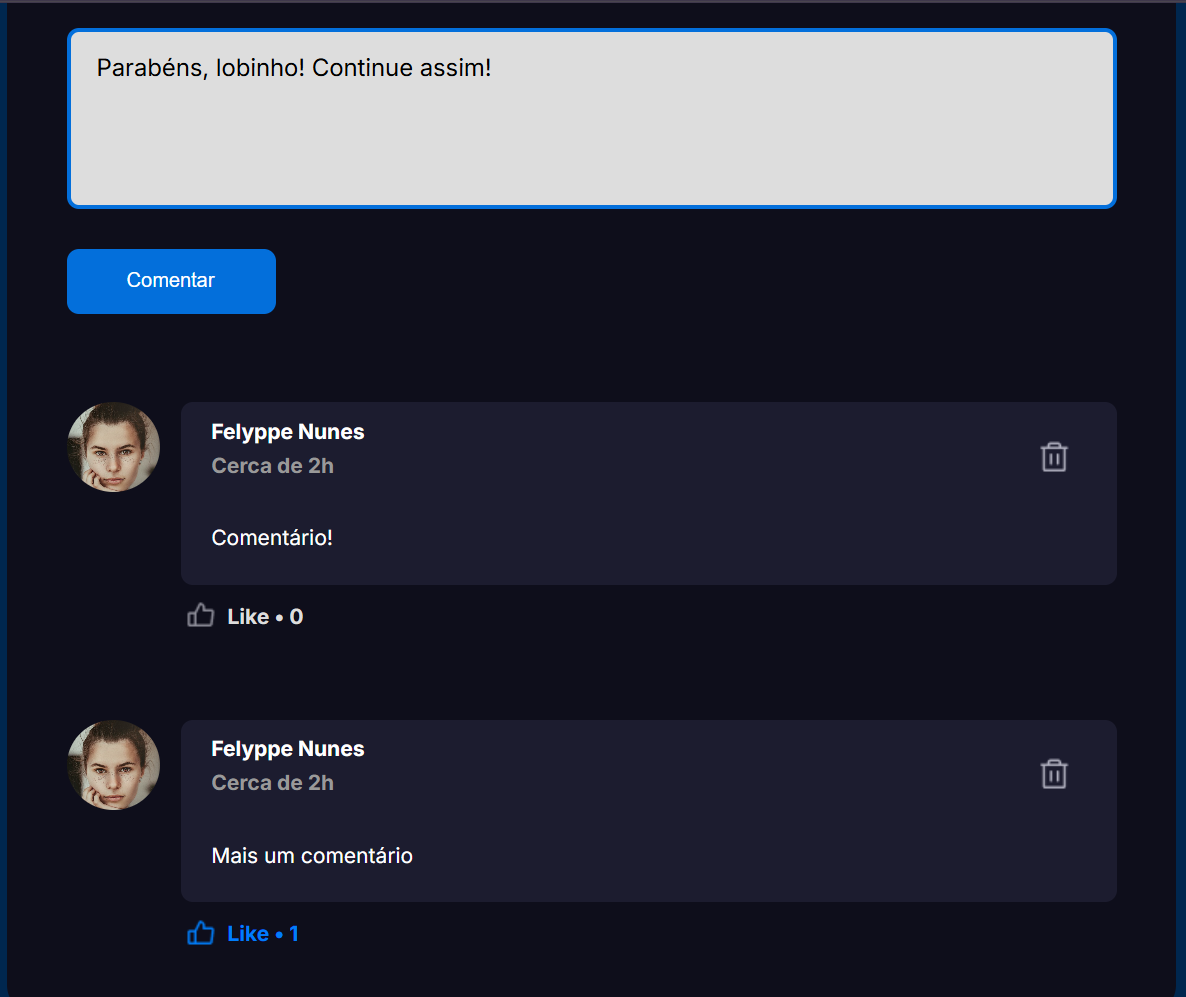 Parabéns, lobinho! Continue assim!
Comentar
Felyppe Nunes
Cerca de 2h
Comentário!
Like • 0
Felyppe Nunes
Cerca de 2h
Mais um comentário
Like • 1